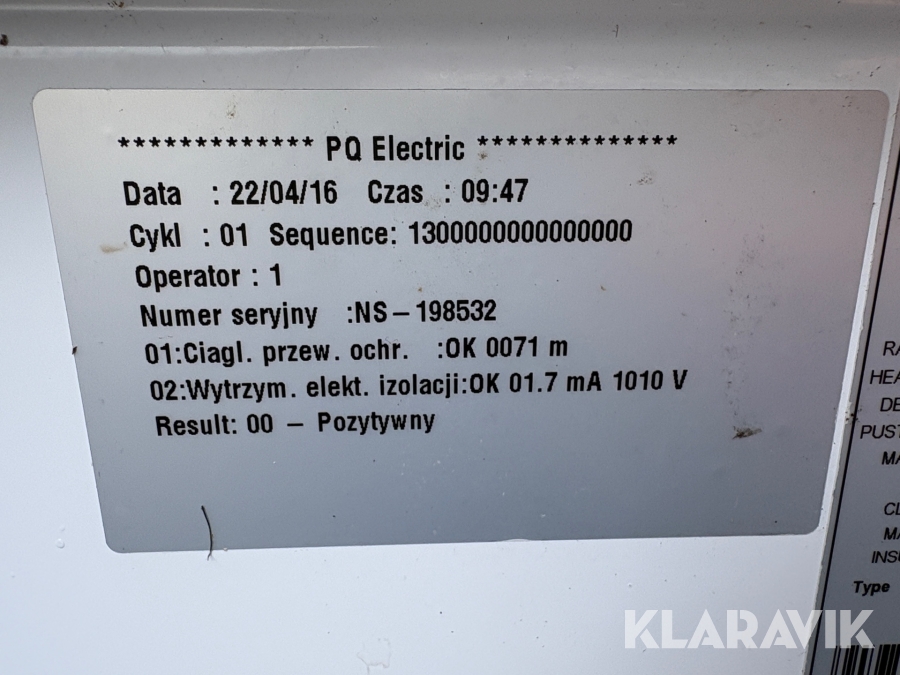 ************* PQ Electric **************
Data : 22/04/16 Czas : 09:47
Cykl : 01 Sequence: 1300000000000000
Operator : 1
Numer seryjny :NS-198532
01:Ciagl. przew. ochr. :OK 0071 m
02:Wytrzym. elekt. izolacji:OK 01.7 mA 1010 V
Result: 00 - Pozytywny
Type
KLARAVIK